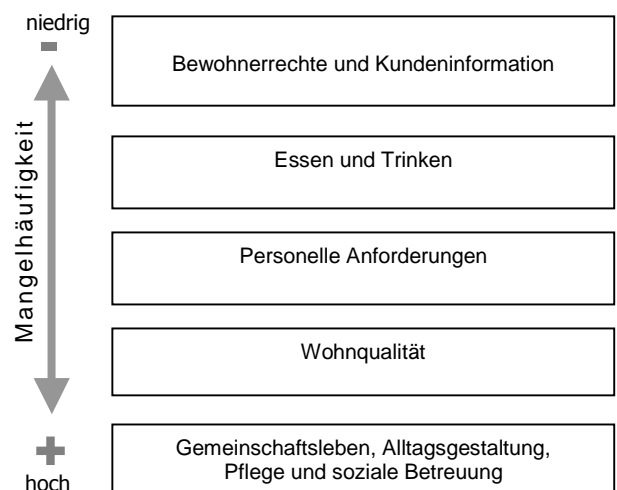 niedrig
Bewohnerrechte und Kundeninformation
Essen und Trinken
Mangelhäufigkeit
Personelle Anforderungen
Wohnqualität
Gemeinschaftsleben, Alltagsgestaltung,
Pflege und soziale Betreuung
hoch